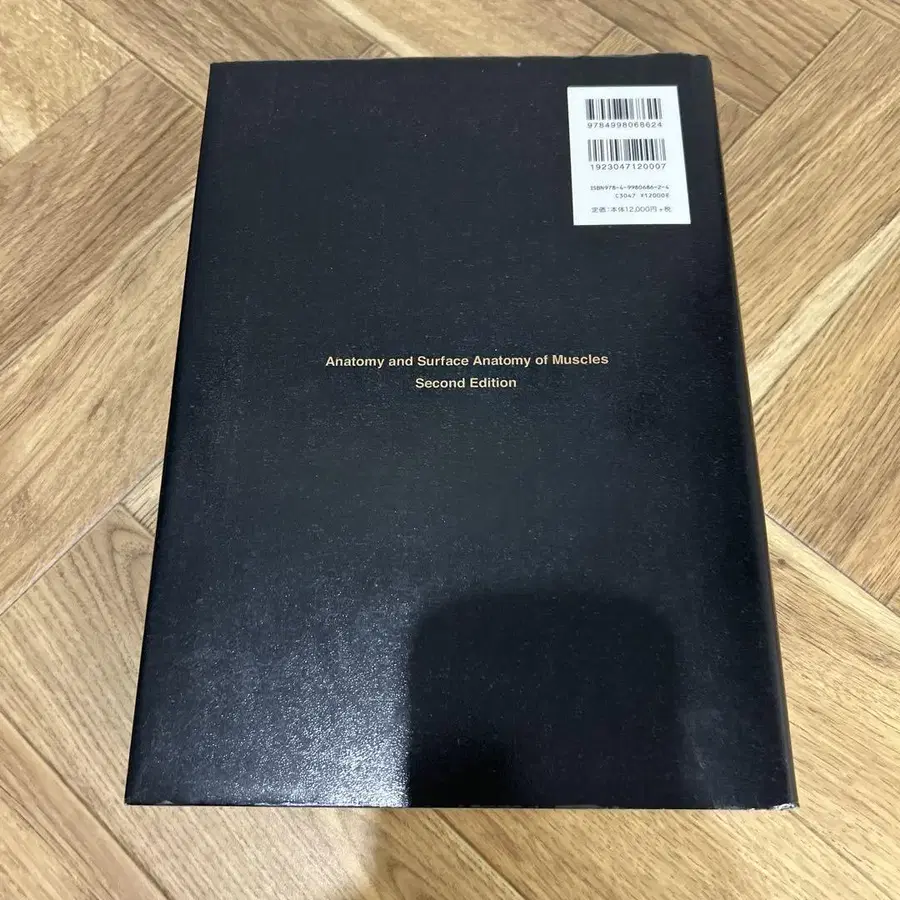 9784998068624
1923047120007
ISBN978-4-9980686-2-4
C3047 ¥12000E
定価:本体12,000円+税
Anatomy and Surface Anatomy of Muscles
Second Edition